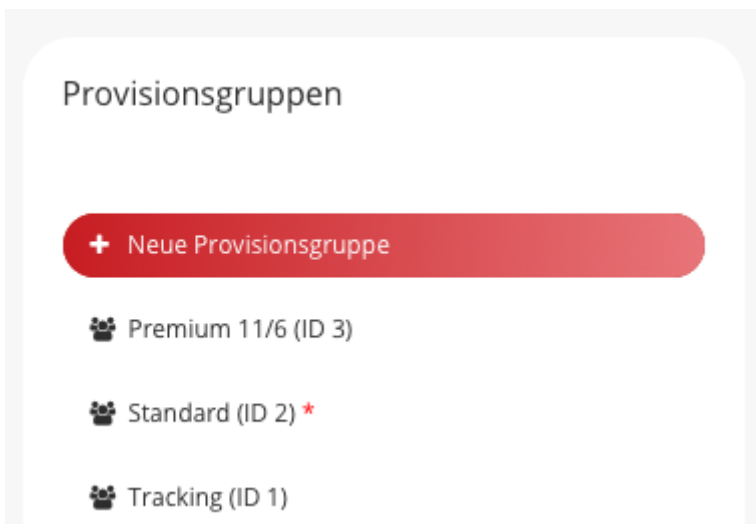 Provisionsgruppen
Neue Provisionsgruppe
Premium 11/6 (ID 3)
Standard (ID 2) *
Tracking (ID 1)